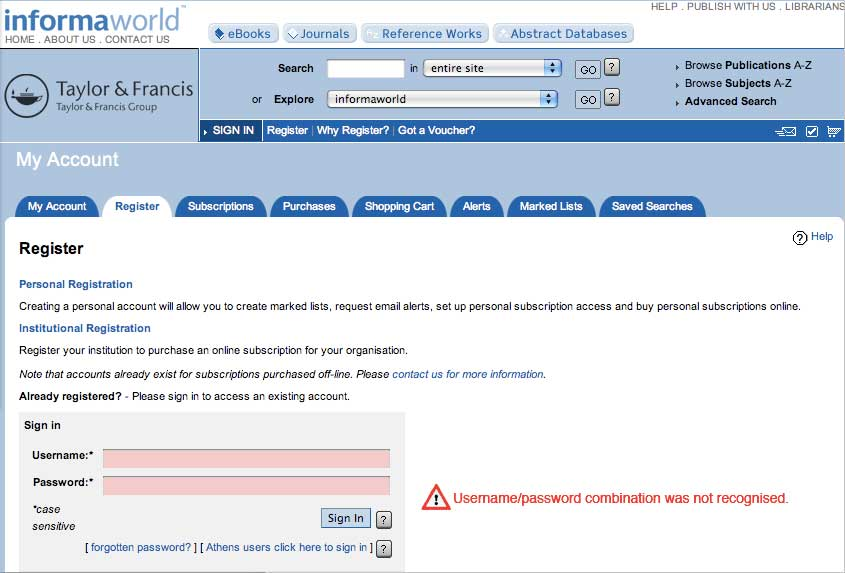 informaworld™
HELP . PUBLISH WITH US . LIBRARIANS
HOME . ABOUT US . CONTACT US
eBooks
Journals
Reference Works
Abstract Databases
Taylor & Francis
Taylor & Francis Group
Search in entire site GO ?
or Explore informaworld GO ?
Browse Publications A-Z
Browse Subjects A-Z
Advanced Search
SIGN IN Register | Why Register? | Got a Voucher?
My Account
My Account
Register
Subscriptions
Purchases
Shopping Cart
Alerts
Marked Lists
Saved Searches
Register
? Help
Personal Registration
Creating a personal account will allow you to create marked lists, request email alerts, set up personal subscription access and buy personal subscriptions online.
Institutional Registration
Register your institution to purchase an online subscription for your organisation.
Note that accounts already exist for subscriptions purchased off-line. Please contact us for more information.
Already registered? - Please sign in to access an existing account.
Sign in
Username:*
Password:*
*case
sensitive
Sign In ?
[ forgotten password? ] [ Athens users click here to sign in ] ?
! Username/password combination was not recognised.